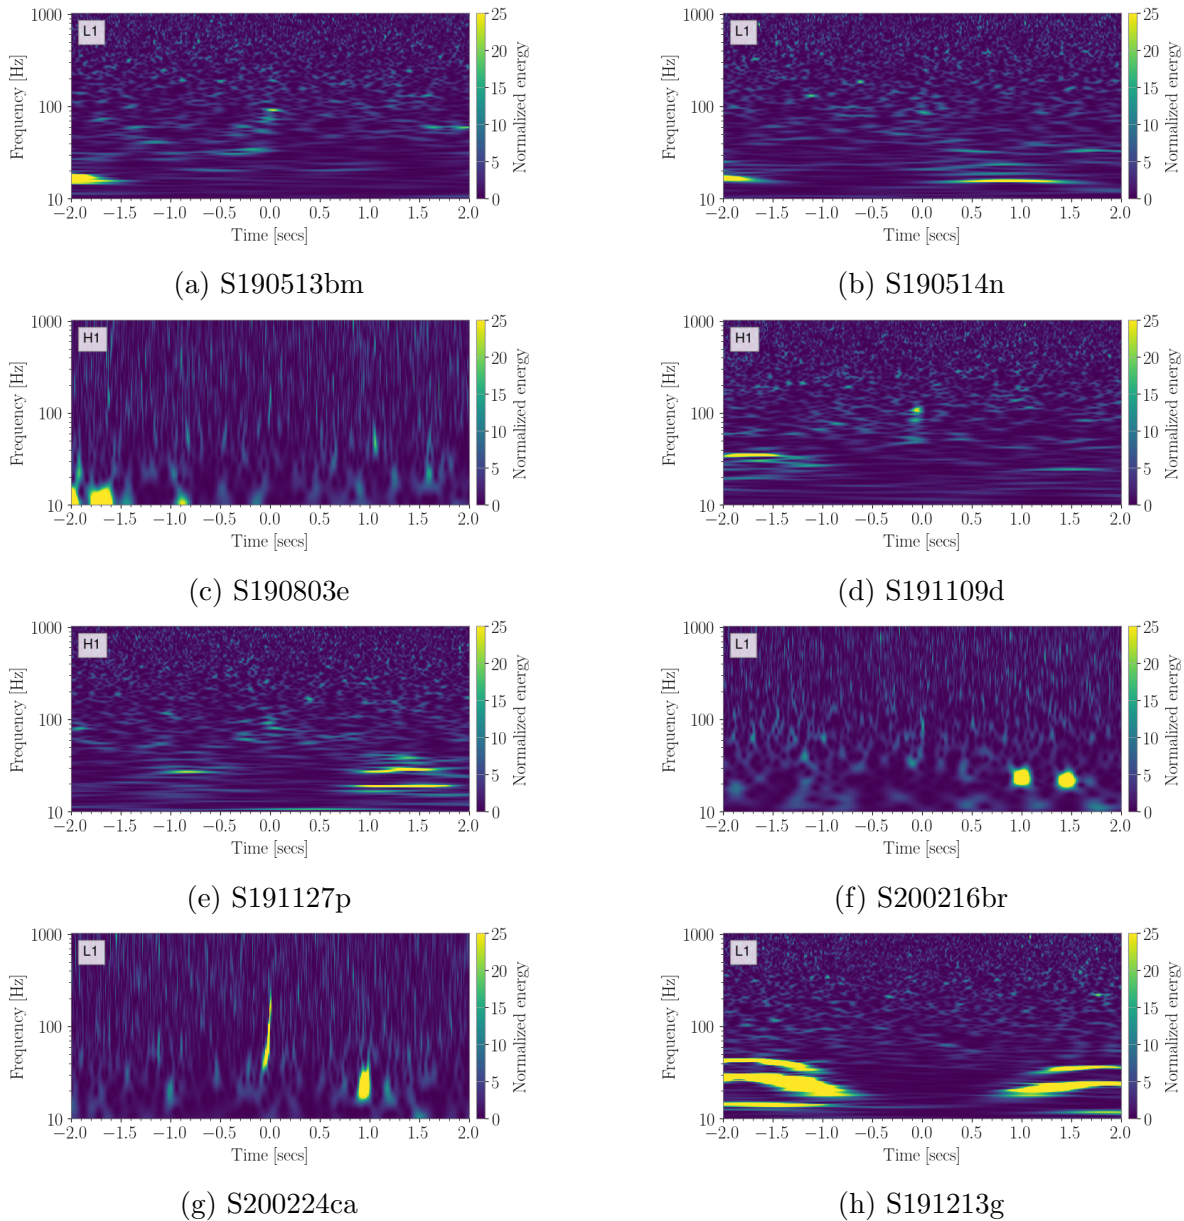 L1
1000
100
10
Frequency [Hz]
−2.0 −1.5 −1.0 −0.5 0.0 0.5 1.0 1.5 2.0
Time [secs]
25
20
15
10
5
0
Normalized energy
(a) S190513bm
L1
1000
100
10
Frequency [Hz]
−2.0 −1.5 −1.0 −0.5 0.0 0.5 1.0 1.5 2.0
Time [secs]
25
20
15
10
5
0
Normalized energy
(b) S190514n
H1
1000
100
10
Frequency [Hz]
−2.0 −1.5 −1.0 −0.5 0.0 0.5 1.0 1.5 2.0
Time [secs]
25
20
15
10
5
0
Normalized energy
(c) S190803e
H1
1000
100
10
Frequency [Hz]
−2.0 −1.5 −1.0 −0.5 0.0 0.5 1.0 1.5 2.0
Time [secs]
25
20
15
10
5
0
Normalized energy
(d) S191109d
H1
1000
100
10
Frequency [Hz]
−2.0 −1.5 −1.0 −0.5 0.0 0.5 1.0 1.5 2.0
Time [secs]
25
20
15
10
5
0
Normalized energy
(e) S191127p
L1
1000
100
10
Frequency [Hz]
−2.0 −1.5 −1.0 −0.5 0.0 0.5 1.0 1.5 2.0
Time [secs]
25
20
15
10
5
0
Normalized energy
(f) S200216br
L1
1000
100
10
Frequency [Hz]
−2.0 −1.5 −1.0 −0.5 0.0 0.5 1.0 1.5 2.0
Time [secs]
25
20
15
10
5
0
Normalized energy
(g) S200224ca
L1
1000
100
10
Frequency [Hz]
−2.0 −1.5 −1.0 −0.5 0.0 0.5 1.0 1.5 2.0
Time [secs]
25
20
15
10
5
0
Normalized energy
(h) S191213g